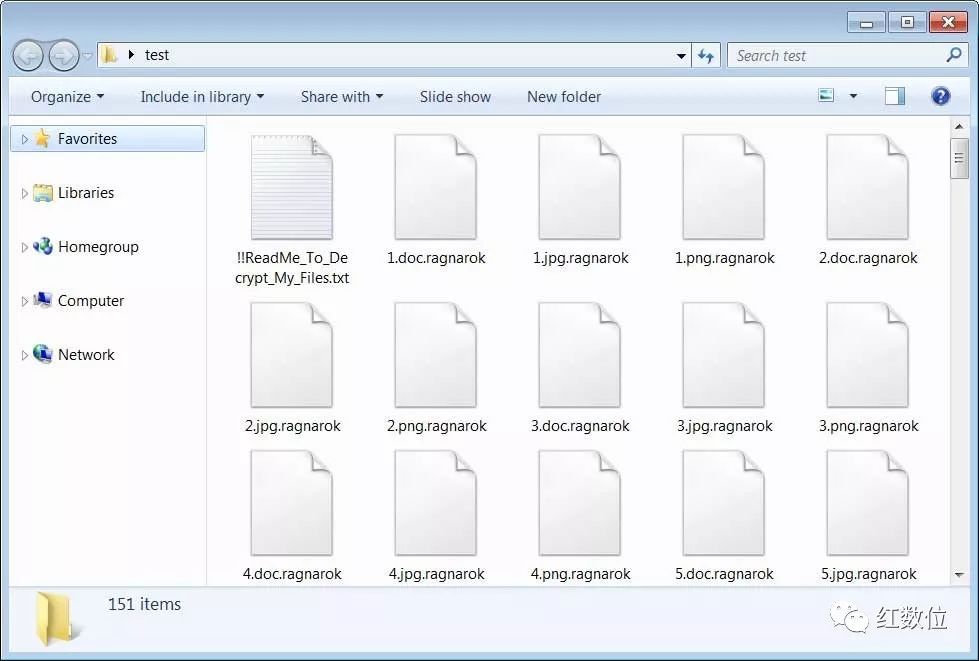 test
Search test
Organize
Include in library
Share with
Slide show
New folder
Favorites
Libraries
Homegroup
Computer
Network
!!ReadMe_To_De
crypt_My_Files.txt
1.doc.ragnarok
1.jpg.ragnarok
1.png.ragnarok
2.doc.ragnarok
2.jpg.ragnarok
2.png.ragnarok
3.doc.ragnarok
3.jpg.ragnarok
3.png.ragnarok
4.doc.ragnarok
4.jpg.ragnarok
4.png.ragnarok
5.doc.ragnarok
5.jpg.ragnarok
151 items
红数位